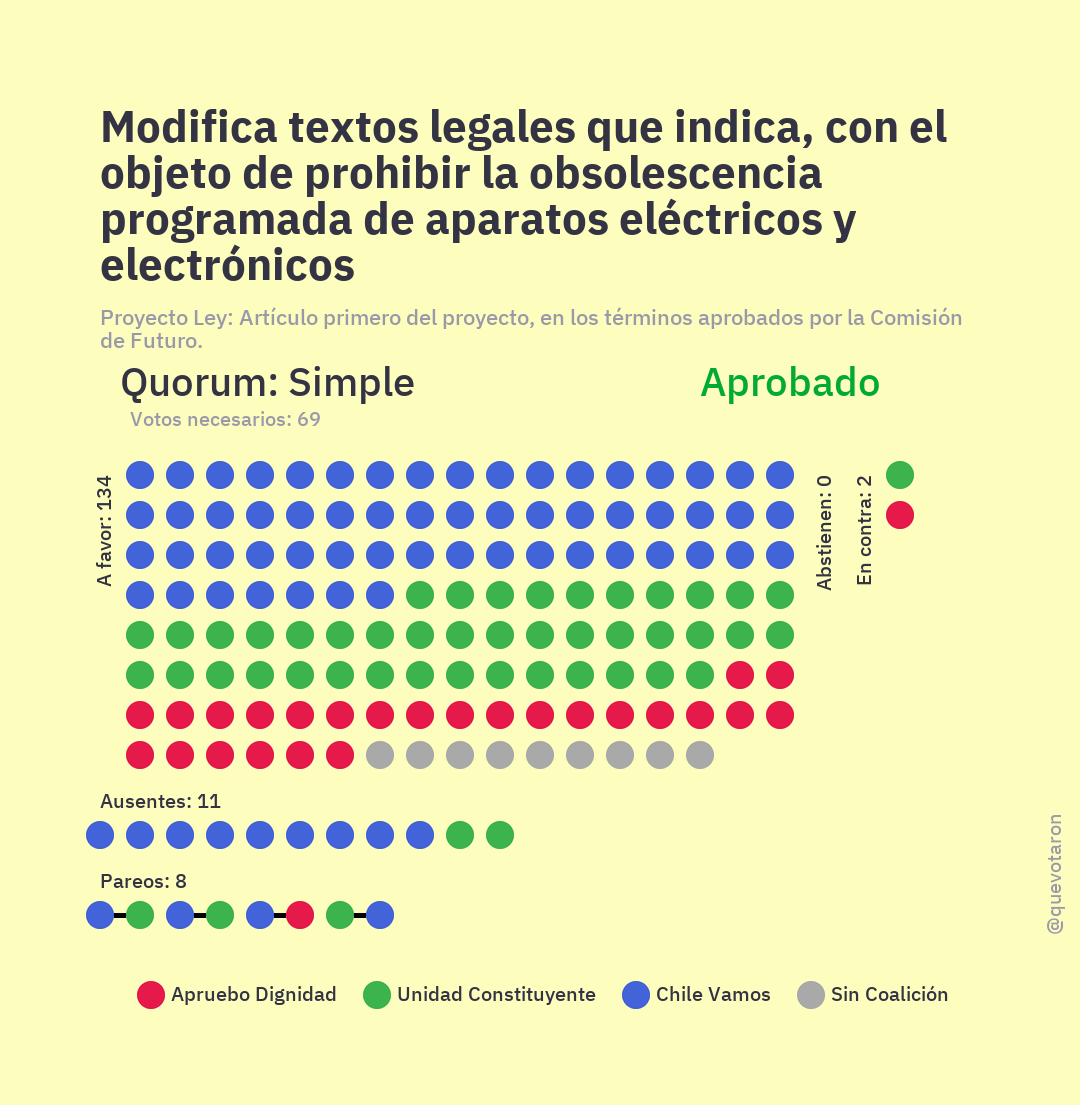 Modifica textos legales que indica, con el
objeto de prohibir la obsolescencia
programada de aparatos eléctricos y
electrónicos
Proyecto Ley: Artículo primero del proyecto, en los términos aprobados por la Comisión
de Futuro.
Quorum: Simple
Aprobado
Votos necesarios: 69
A favor: 134
Abstienen: 0
En contra: 2
Ausentes: 11
Pareos: 8
@quevotaron
Apruebo Dignidad
Unidad Constituyente
Chile Vamos
Sin Coalición